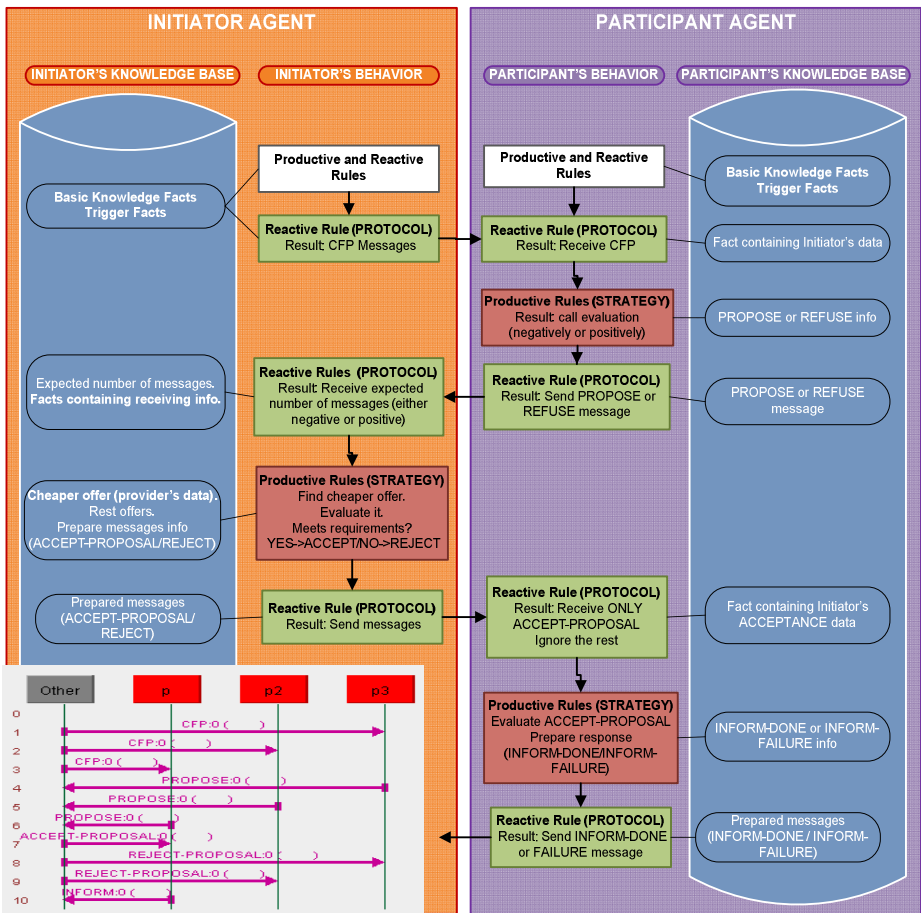 INITIATOR AGENT
INITIATOR'S KNOWLEDGE BASE
INITIATOR'S BEHAVIOR
Basic Knowledge Facts
Trigger Facts
Productive and Reactive
Rules
Reactive Rule (PROTOCOL)
Result: CFP Messages
Expected number of messages.
Facts containing receiving info.
Reactive Rules (PROTOCOL)
Result: Receive expected
number of messages (either
negative or positive)
Cheaper offer (provider's data).
Rest offers.
Prepare messages info
(ACCEPT-PROPOSAL/REJECT)
Productive Rules (STRATEGY)
Find cheaper offer.
Evaluate it.
Meets requirements?
YES->ACCEPT/NO->REJECT
Prepared messages
(ACCEPT-PROPOSAL/
REJECT)
Reactive Rule (PROTOCOL)
Result: Send messages
PARTICIPANT AGENT
PARTICIPANT'S BEHAVIOR
PARTICIPANT'S KNOWLEDGE BASE
Productive and Reactive
Rules
Basic Knowledge Facts
Trigger Facts
Reactive Rule (PROTOCOL)
Result: Receive CFP
Fact containing Initiator's data
Productive Rules (STRATEGY)
Result: call evaluation
(negatively or positively)
PROPOSE or REFUSE info
Reactive Rule (PROTOCOL)
Result: Send PROPOSE or
REFUSE message
PROPOSE or REFUSE
message
Reactive Rule (PROTOCOL)
Result: Receive ONLY
ACCEPT-PROPOSAL
Ignore the rest
Fact containing Initiator's
ACCEPTANCE data
Productive Rules (STRATEGY)
Evaluate ACCEPT-PROPOSAL
Prepare response
(INFORM-DONE/INFORM-
FAILURE)
INFORM-DONE or INFORM-
FAILURE info
Reactive Rule (PROTOCOL)
Result: Send INFORM-DONE
or FAILURE message
Prepared messages
(INFORM-DONE / INFORM-
FAILURE)
Other p p2 p3
0
1 CFP:0 ( )
2 CFP:0 ( )
3 CFP:0 ( )
4 PROPOSE:0 ( )
5 PROPOSE:0 ( )
6 PROPOSE:0 ( )
7 ACCEPT-PROPOSAL:0 ( )
8 REJECT-PROPOSAL:0 ( )
9 REJECT-PROPOSAL:0 ( )
10 INFORM:0 ( )